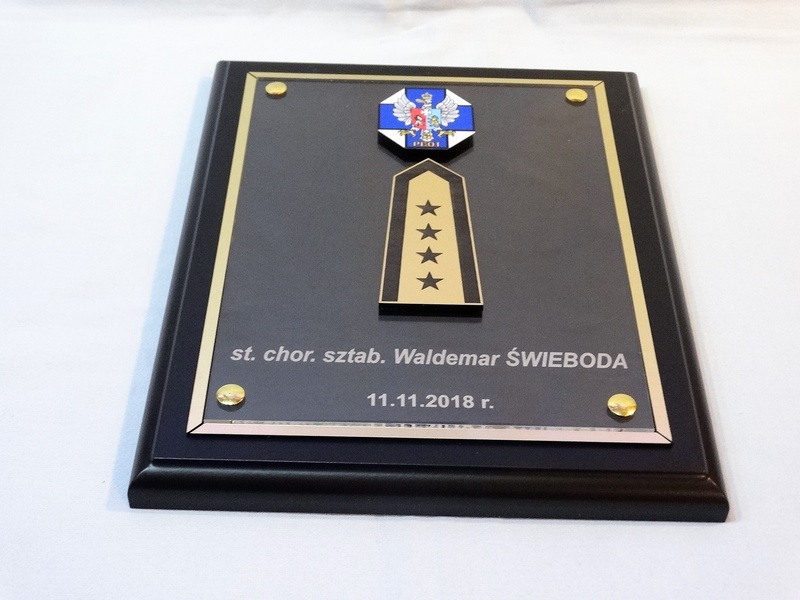 st. chor. sztab. Waldemar ŚWIEBODA
11.11.2018 r.